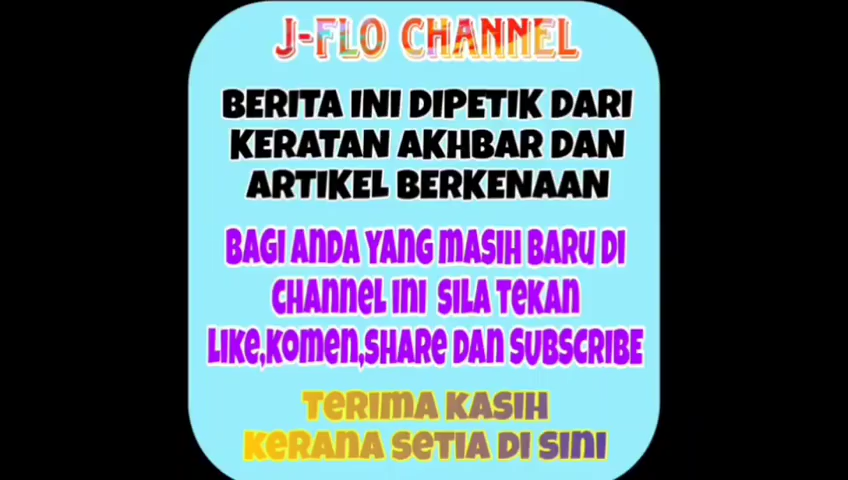 J-FLO CHANNEL
BERITA INI DIPETIK DARI
KERATAN AKHBAR DAN
ARTIKEL BERKENAAN
BAGI ANDA YANG MASIH BARU DI
CHANNEL INI SILA TEKAN
LIKE,KOMEN,SHARE DAN SUBSCRIBE
TERIMA KASIH
KERANA SETIA DI SINI